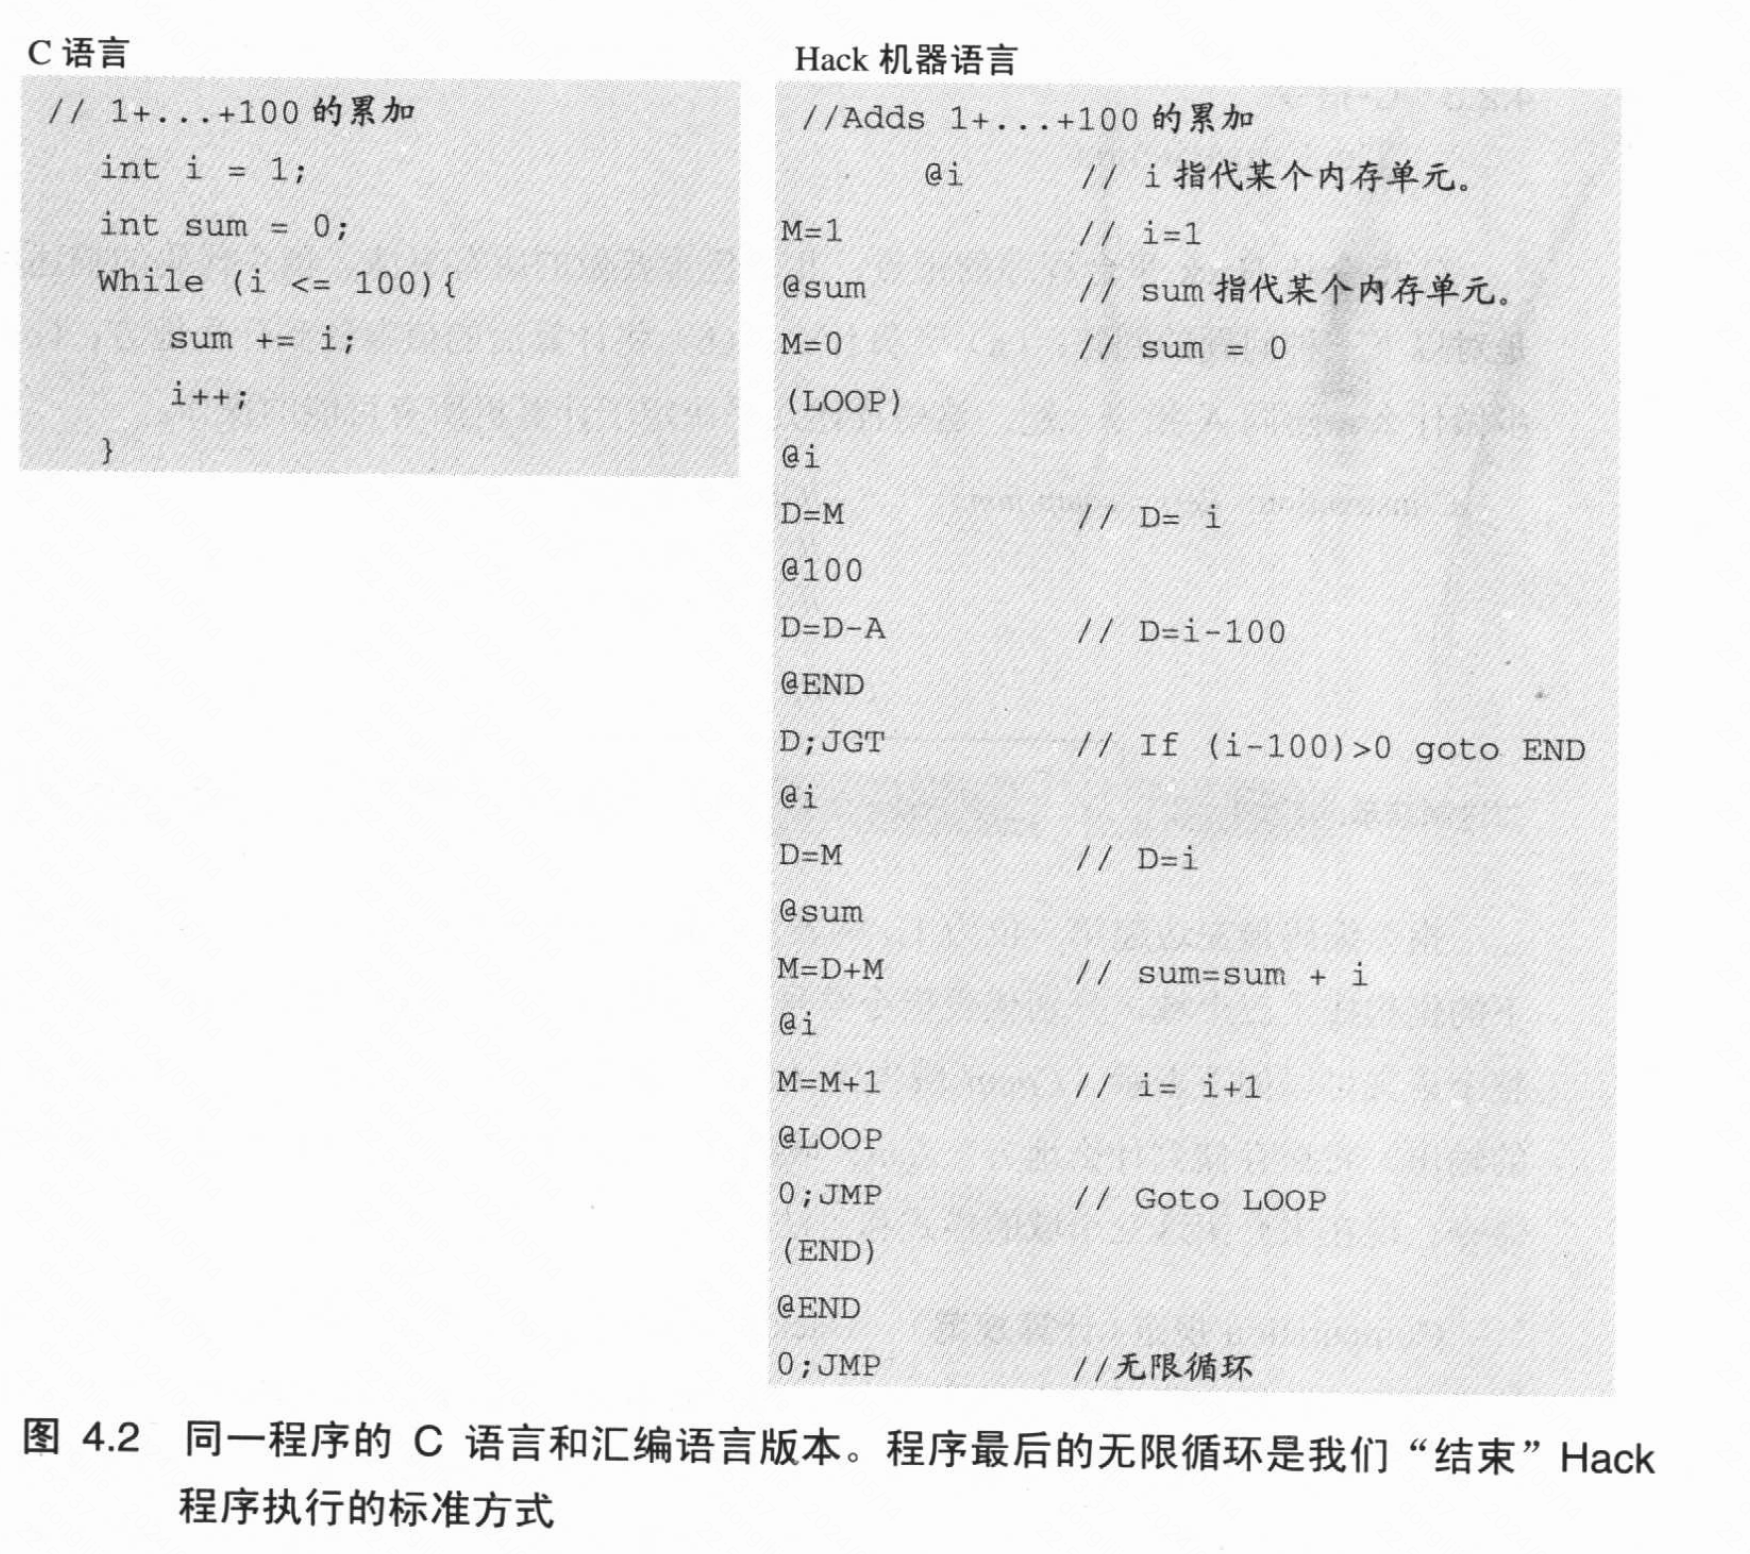 C 语言
// 1+...+100 的累加
int i = 1;
int sum = 0;
While (i <= 100){
sum += i;
i++;
}
Hack 机器语言
//Adds 1+...+100 的累加
@i // i 指代某个内存单元。
M=1 // i=1
@sum // sum 指代某个内存单元。
M=0 // sum = 0
(LOOP)
@i
D=M // D= i
@100
D=D-A // D=i-100
@END
D;JGT // If (i-100)>0 goto END
@i
D=M // D=i
@sum
M=D+M // sum=sum + i
@i
M=M+1 // i= i+1
@LOOP
0;JMP // Goto LOOP
(END)
@END
0;JMP //无限循环
图 4.2 同一程序的 C 语言和汇编语言版本。程序最后的无限循环是我们“结束”Hack
程序执行的标准方式